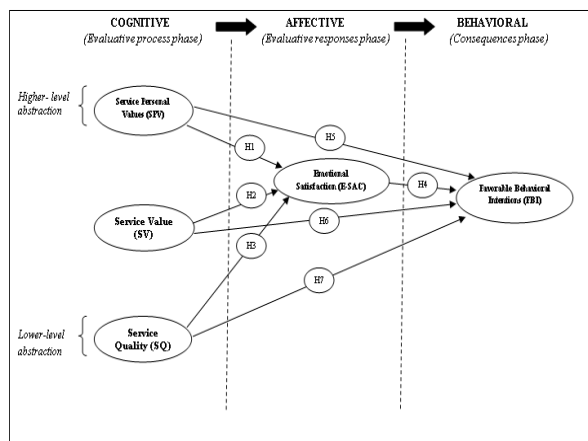 COGNITIVE
(Evaluative process phase)
AFFECTIVE
(Evaluative responses phase)
BEHAVIORAL
(Consequences phase)
Higher- level
abstraction
Service Personal
Values (SPV)
H5
H1
Emotional
Satisfaction (E-SAC)
H4
Favorable Behavioral
Intentions (FBI)
H2
Service Value
(SV)
H6
H3
H7
Lower-level
abstraction
Service
Quality (SQ)